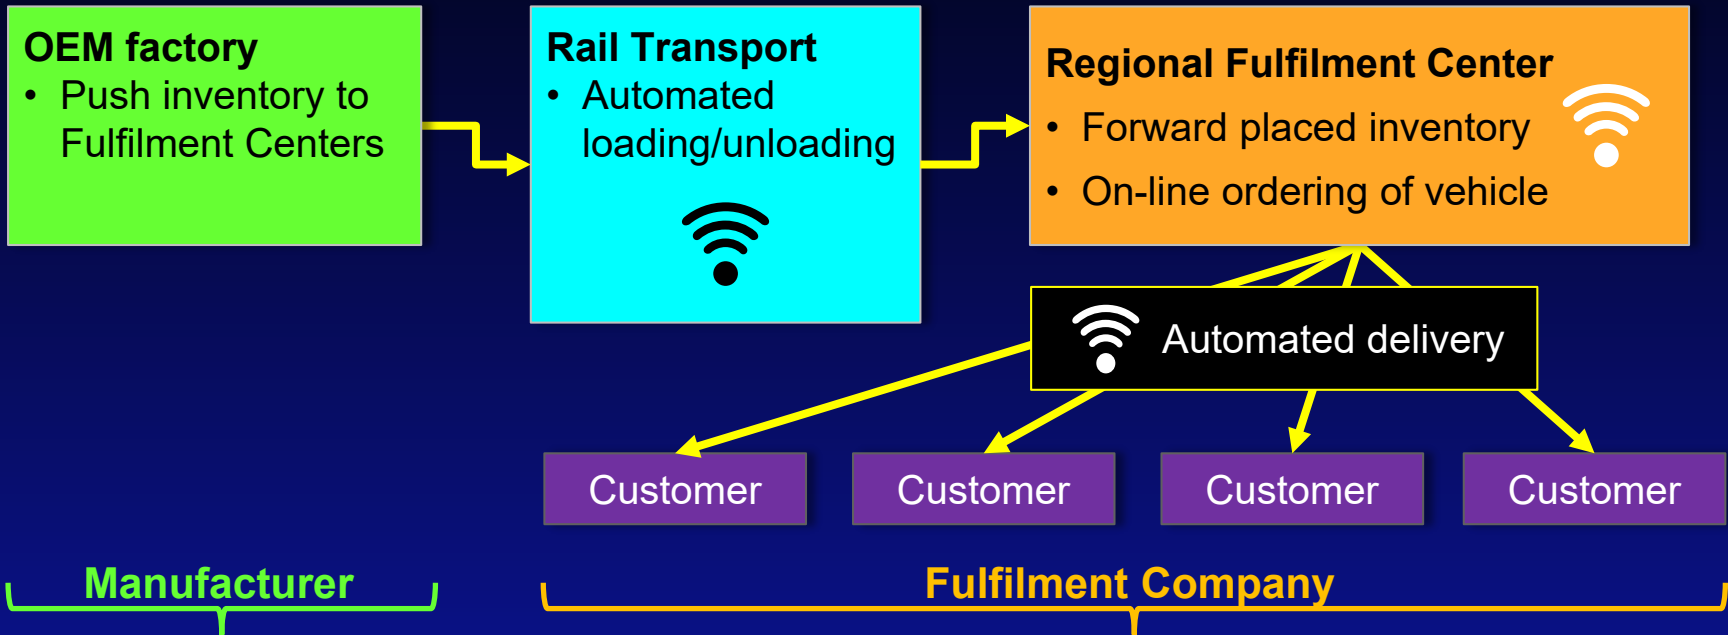 OEM factory
• Push inventory to
Fulfilment Centers
Rail Transport
• Automated
loading/unloading
Regional Fulfilment Center
• Forward placed inventory
• On-line ordering of vehicle
Automated delivery
Customer
Customer
Customer
Customer
Manufacturer
Fulfilment Company